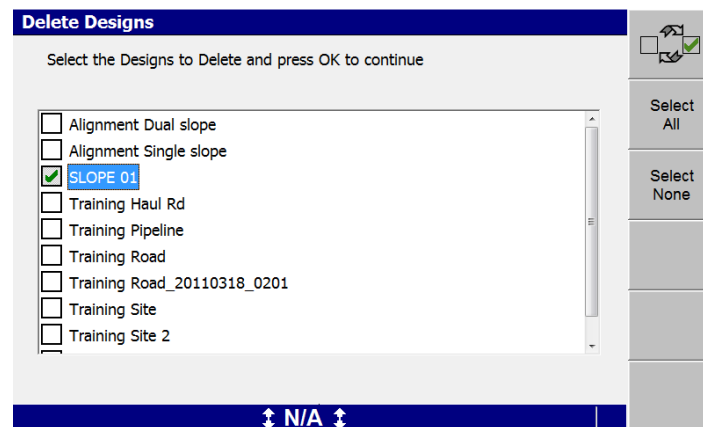 Delete Designs
Select the Designs to Delete and press OK to continue
Alignment Dual slope
Alignment Single slope
SLOPE 01
Training Haul Rd
Training Pipeline
Training Road
Training Road_20110318_0201
Training Site
Training Site 2
N/A
Select
All
Select
None